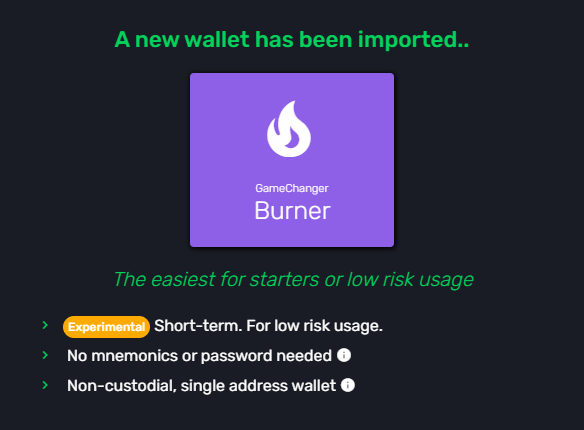 A new wallet has been imported..
GameChanger
Burner
The easiest for starters or low risk usage
Experimental Short-term. For low risk usage.
No mnemonics or password needed
Non-custodial, single address wallet